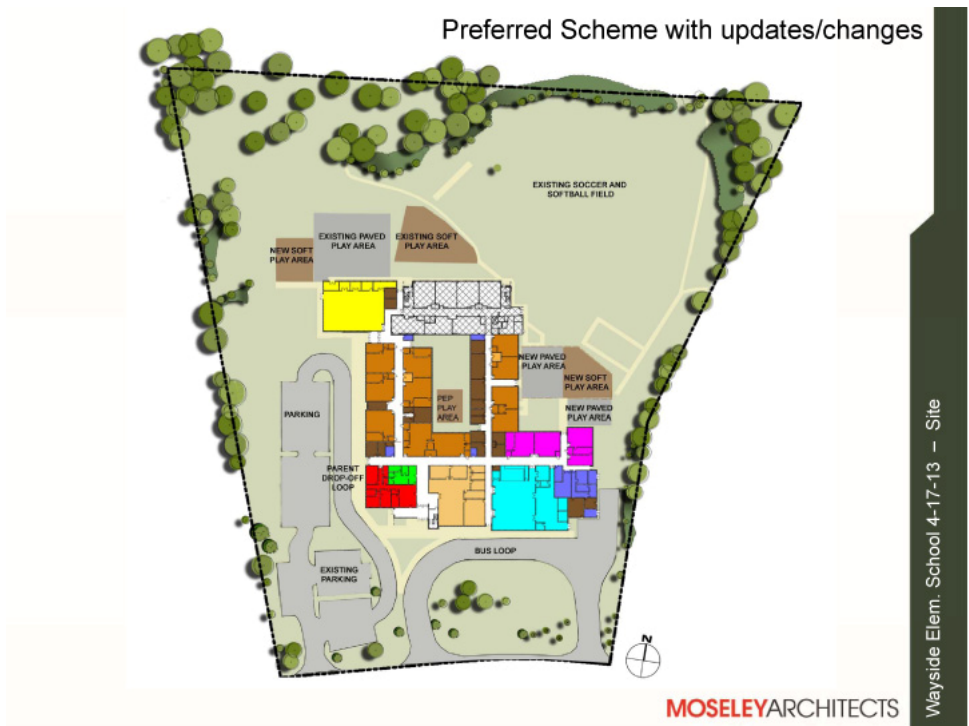 Preferred Scheme with updates/changes
EXISTING SOCCER AND
SOFTBALL FIELD
EXISTING PAVED
PLAY AREA
EXISTING SOFT
PLAY AREA
NEW SOFT
PLAY AREA
NEW PAVED
PLAY AREA
NEW SOFT
PLAY AREA
PEP
PLAY
AREA
NEW PAVED
PLAY AREA
PARKING
PARENT
DROP-OFF
LOOP
BUS LOOP
EXISTING
PARKING
N
MOSELEYARCHITECTS
Wayside Elem. School 4-17-13 – Site